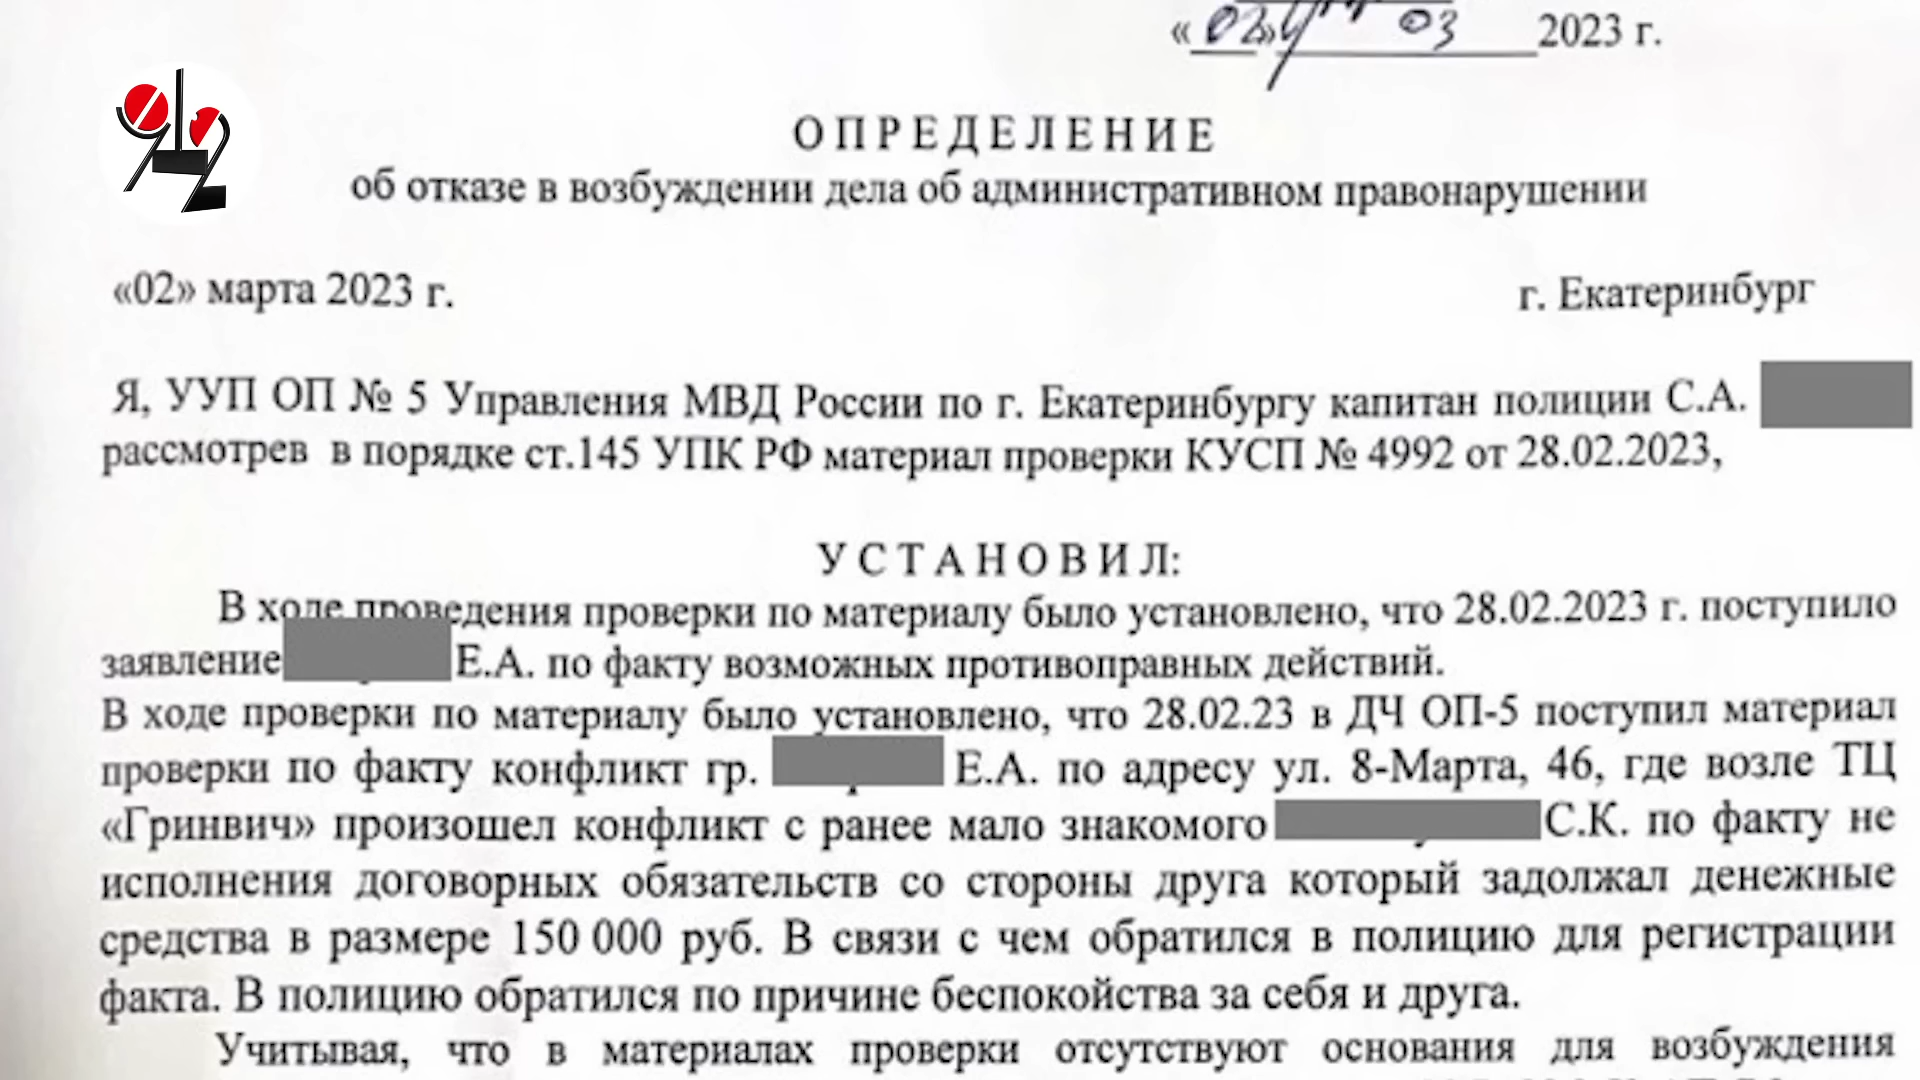 «02» 03 2023 г.
ОПРЕДЕЛЕНИЕ
об отказе в возбуждении дела об административном правонарушении
«02» марта 2023 г. г. Екатеринбург
Я, УУП ОП № 5 Управления МВД России по г. Екатеринбургу капитан полиции С.А.
рассмотрев в порядке ст.145 УПК РФ материал проверки КУСП № 4992 от 28.02.2023,
УСТАНОВИЛ:
В ходе проведения проверки по материалу было установлено, что 28.02.2023 г. поступило
заявление Е.А. по факту возможных противоправных действий.
В ходе проверки по материалу было установлено, что 28.02.23 в ДЧ ОП-5 поступил материал
проверки по факту конфликт гр. Е.А. по адресу ул. 8-Марта, 46, где возле ТЦ
«Гринвич» произошел конфликт с ранее мало знакомого С.К. по факту не
исполнения договорных обязательств со стороны друга который задолжал денежные
средства в размере 150 000 руб. В связи с чем обратился в полицию для регистрации
факта. В полицию обратился по причине беспокойства за себя и друга.
Учитывая, что в материалах проверки отсутствуют основания для возбуждения